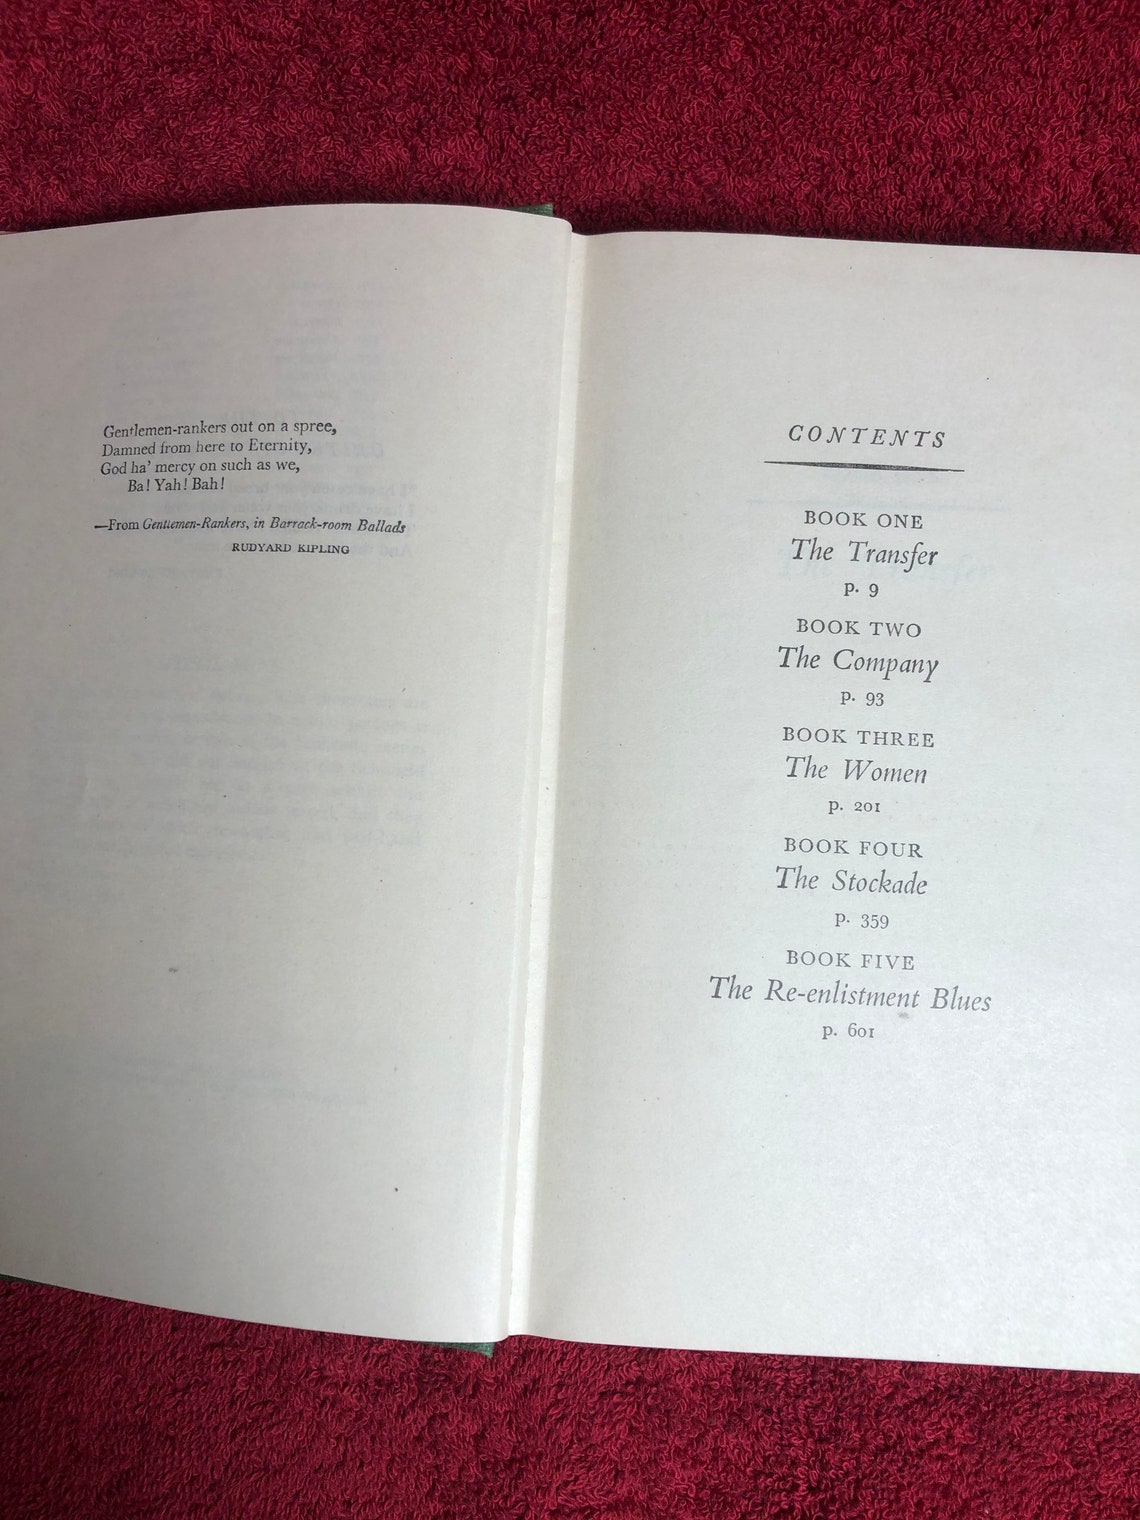 Gentlemen-rankers out on a spree,
Damned from here to Eternity,
God ha' mercy on such as we,
Ba! Yah! Bah!
—From Gentlemen-Rankers, in Barrack-room Ballads
RUDYARD KIPLING
CONTENTS
BOOK ONE
The Transfer
p. 9
BOOK TWO
The Company
p. 93
BOOK THREE
The Women
p. 201
BOOK FOUR
The Stockade
p. 359
BOOK FIVE
The Re-enlistment Blues
p. 601